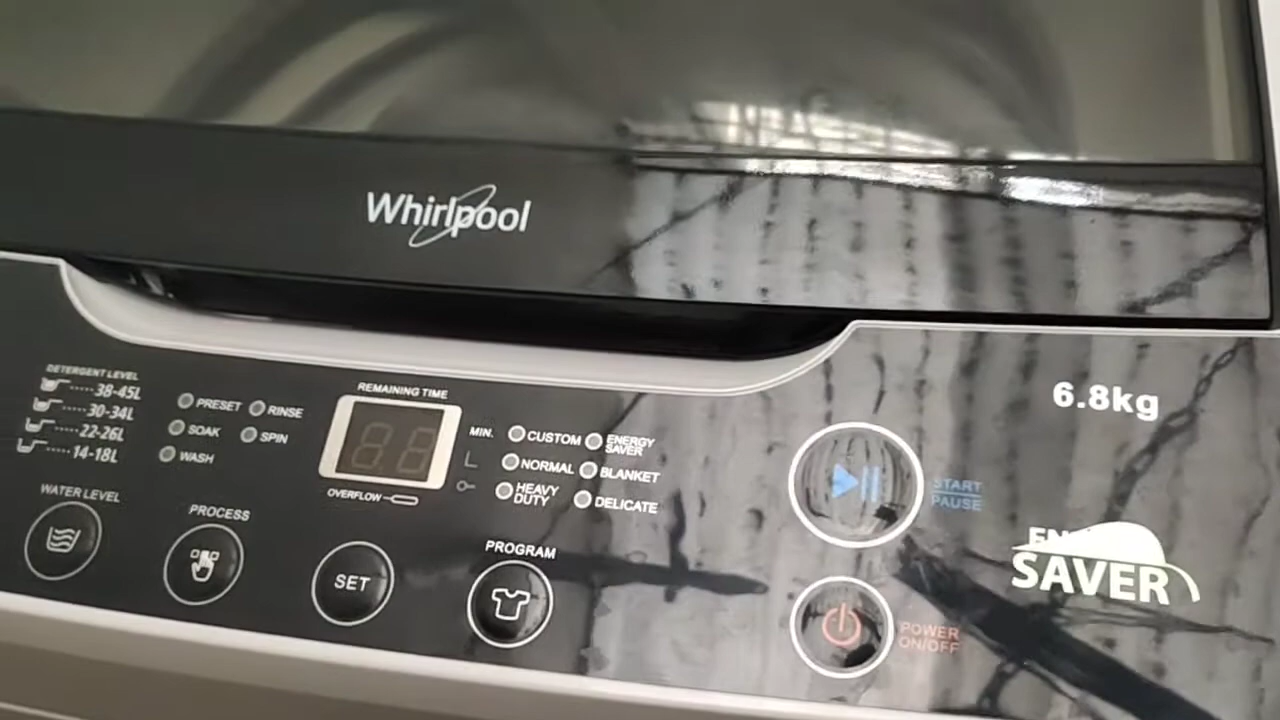 Whirlpool
6.8kg
DETERGENT LEVEL
38-45L
30-34L
22-26L
14-18L
PRESET
RINSE
SOAK
SPIN
WASH
REMAINING TIME
88
MIN.
L
OVERFLOW
CUSTOM
ENERGY
SAVER
NORMAL
BLANKET
HEAVY
DUTY
DELICATE
START
PAUSE
SAVER
WATER LEVEL
PROCESS
SET
PROGRAM
POWER
ON/OFF